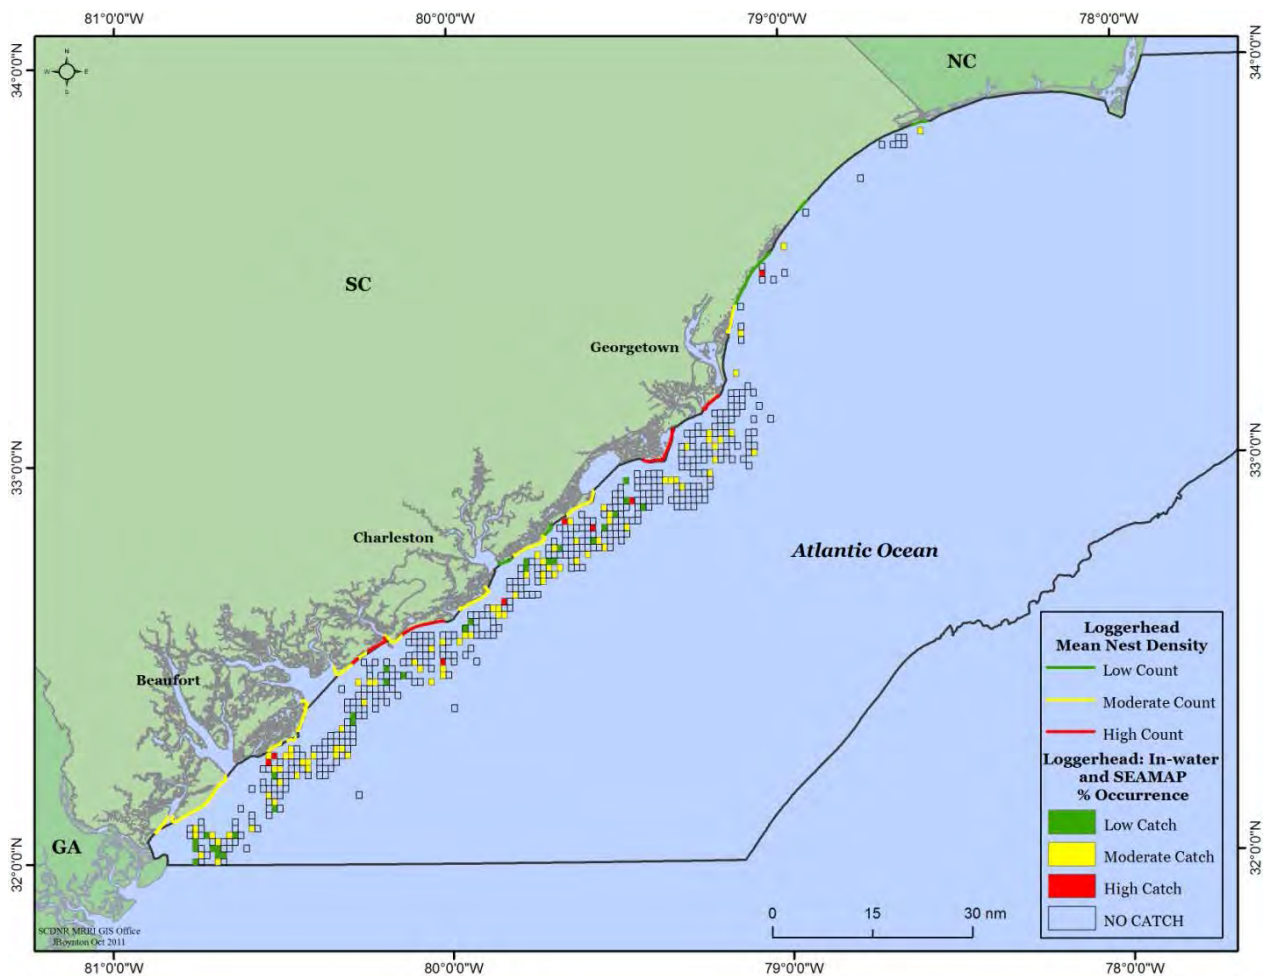 81°0'0"W 80°0'0"W 79°0'0"W 78°0'0"W
34°0'0"N
34°0'0"N
N
W E
S
NC
SC
Georgetown
33°0'0"N
33°0'0"N
Charleston
Atlantic Ocean
Beaufort
GA
32°0'0"N
32°0'0"N
Loggerhead
Mean Nest Density
Low Count
Moderate Count
High Count
Loggerhead: In-water
and SEAMAP
% Occurrence
Low Catch
Moderate Catch
High Catch
NO CATCH
0 15 30 nm
SCDNR MRRI GIS Office
JBoynton Oct 2011
81°0'0"W 80°0'0"W 79°0'0"W 78°0'0"W